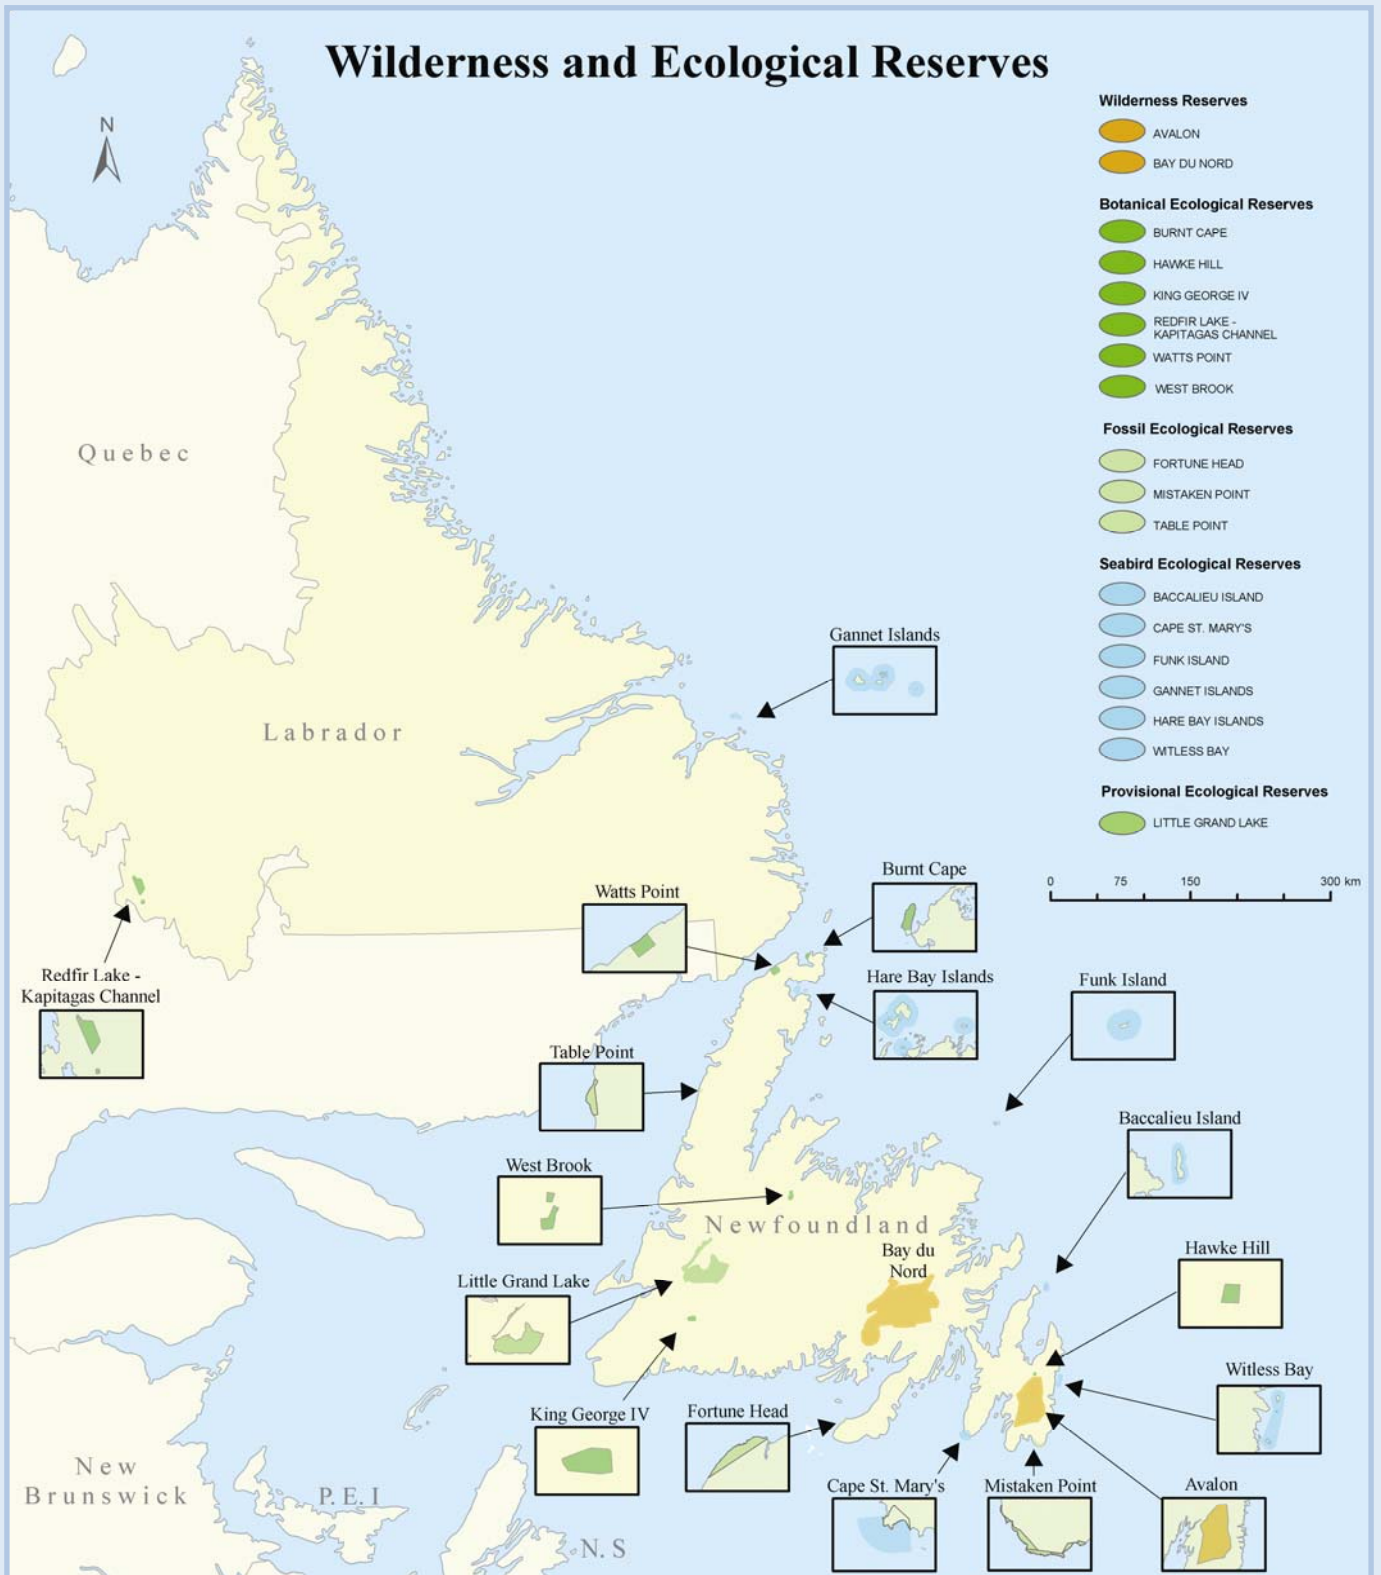 Wilderness and Ecological Reserves
N
Wilderness Reserves
AVALON
BAY DU NORD
Botanical Ecological Reserves
BURNT CAPE
HAWKE HILL
KING GEORGE IV
REDFIR LAKE -
KAPITAGAS CHANNEL
WATTS POINT
WEST BROOK
Fossil Ecological Reserves
FORTUNE HEAD
MISTAKEN POINT
TABLE POINT
Seabird Ecological Reserves
BACCALIEU ISLAND
CAPE ST. MARY'S
FUNK ISLAND
GANNET ISLANDS
HARE BAY ISLANDS
WITLESS BAY
Provisional Ecological Reserves
LITTLE GRAND LAKE
0 75 150 300 km
Quebec
Gannet Islands
Labrador
Burnt Cape
Watts Point
Redfir Lake -
Kapitagas Channel
Hare Bay Islands
Funk Island
Table Point
Baccalieu Island
West Brook
Newfoundland
Bay du
Nord
Hawke Hill
Little Grand Lake
Witless Bay
King George IV
Fortune Head
New
Brunswick
P.E.I
Cape St. Mary's
Mistaken Point
Avalon
N.S